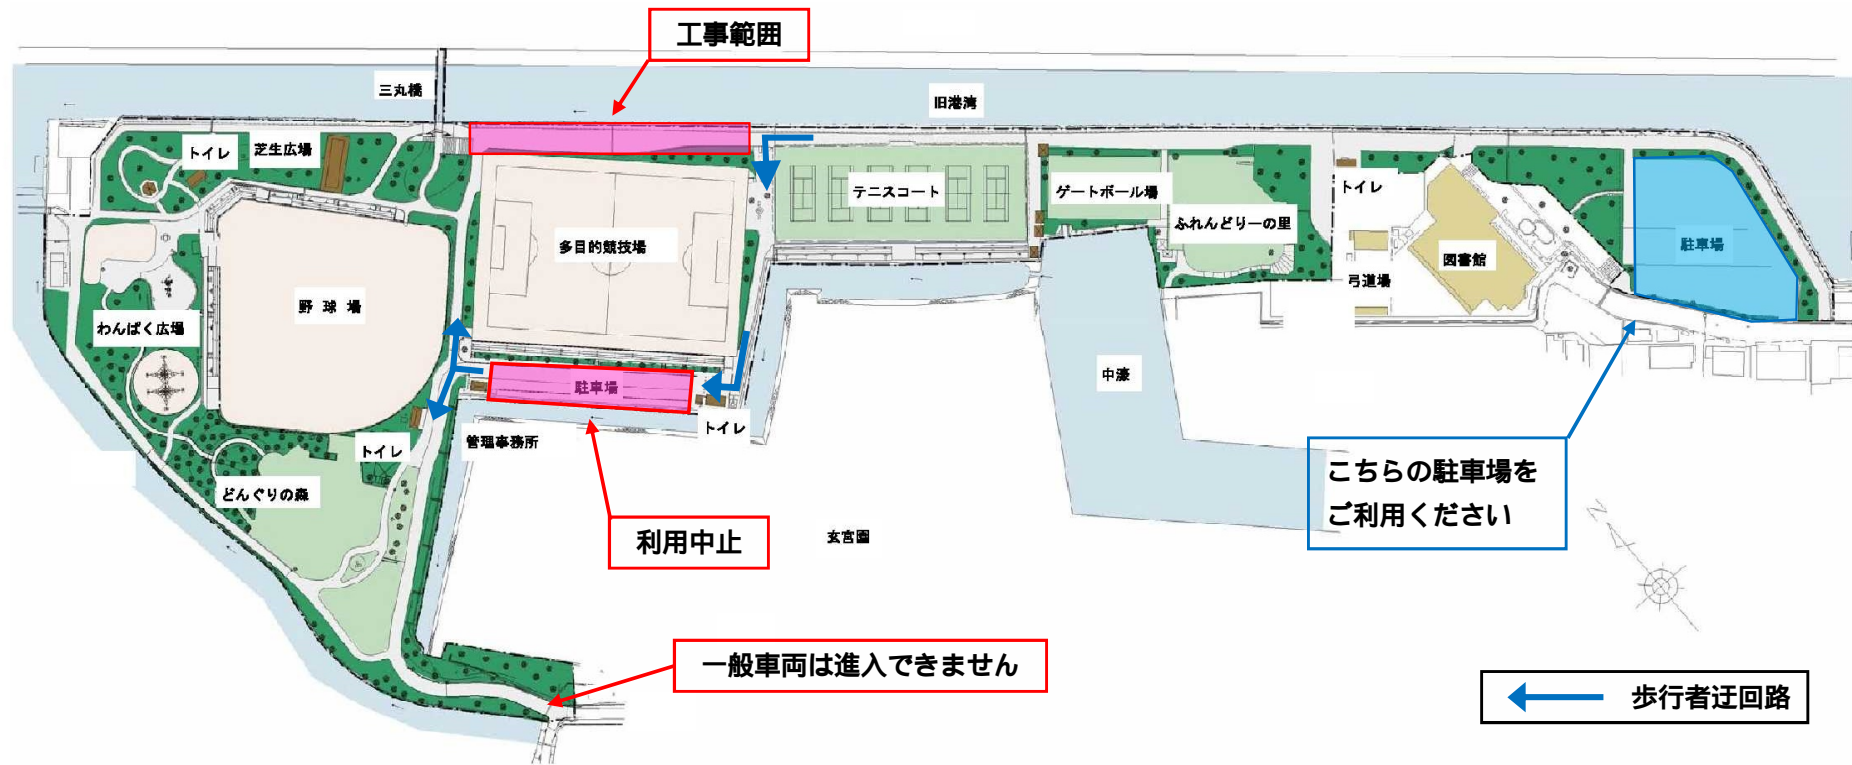 工事範囲
三丸橋
旧港湾
トイレ
芝生広場
テニスコート
ゲートボール場
トイレ
ふれんどりーの里
多目的競技場
駐車場
図書館
弓道場
野球場
わんぱく広場
中濠
駐車場
トイレ
管理事務所
トイレ
どんぐりの森
こちらの駐車場を
ご利用ください
利用中止
玄宮園
N
一般車両は進入できません
歩行者迂回路